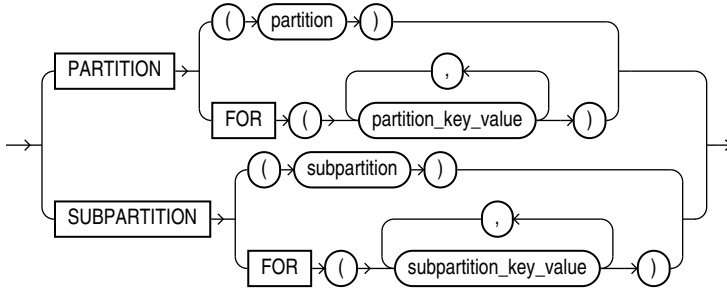 ( partition )
PARTITION
,
FOR ( partition_key_value )
( subpartition )
SUBPARTITION
,
FOR ( subpartition_key_value )